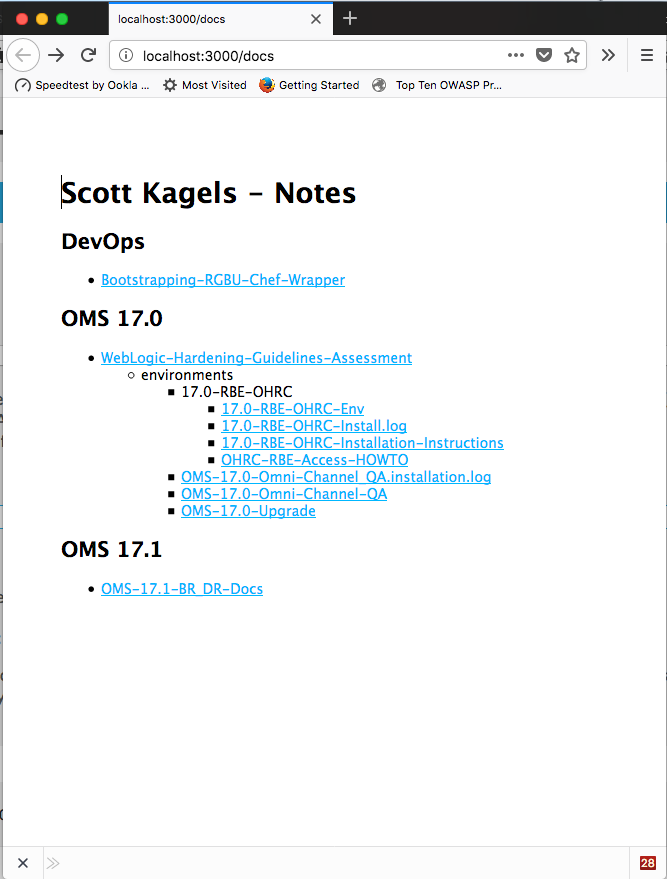 localhost:3000/docs
localhost:3000/docs
Speedtest by Ookla ... Most Visited Getting Started Top Ten OWASP Pr...
Scott Kagels - Notes
DevOps
Bootstrapping-RGBU-Chef-Wrapper
OMS 17.0
WebLogic-Hardening-Guidelines-Assessment
environments
17.0-RBE-OHRC
17.0-RBE-OHRC-Env
17.0-RBE-OHRC-Install.log
17.0-RBE-OHRC-Installation-Instructions
OHRC-RBE-Access-HOWTO
OMS-17.0-Omni-Channel_QA.installation.log
OMS-17.0-Omni-Channel-QA
OMS-17.0-Upgrade
OMS 17.1
OMS-17.1-BR_DR-Docs
28